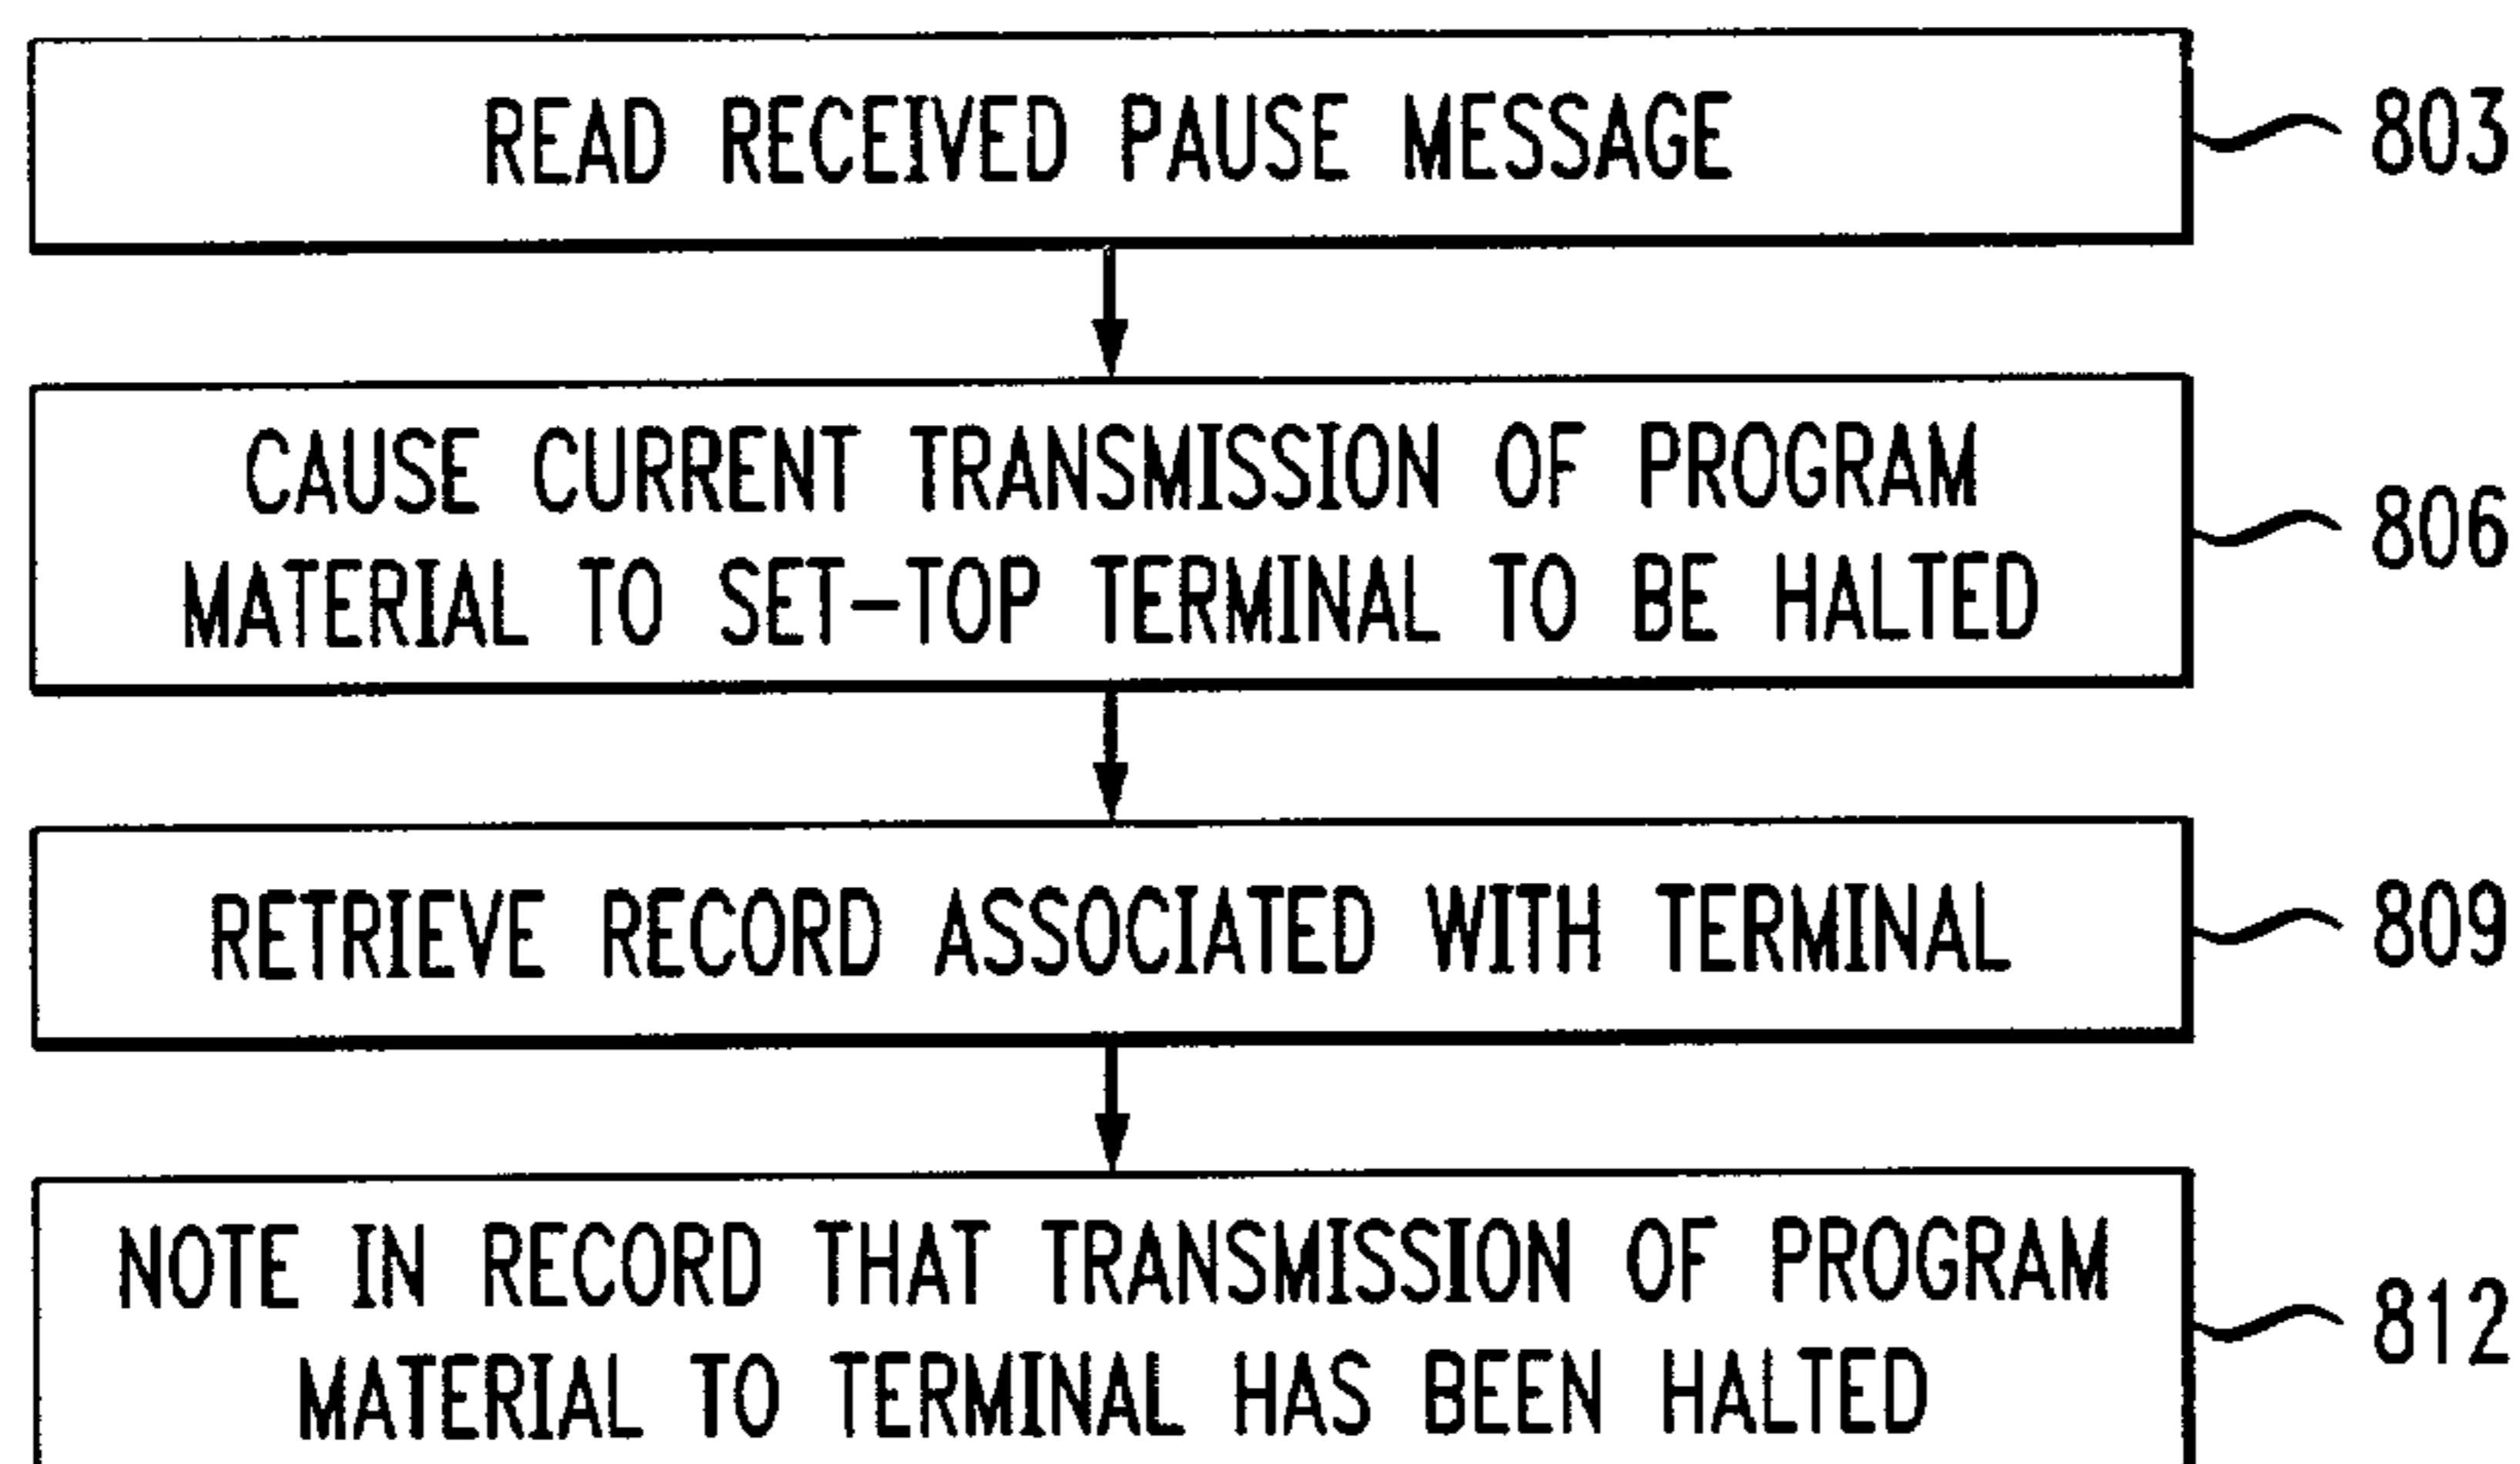 READ RECEIVED PAUSE MESSAGE
803
CAUSE CURRENT TRANSMISSION OF PROGRAM
MATERIAL TO SET-TOP TERMINAL TO BE HALTED
806
RETRIEVE RECORD ASSOCIATED WITH TERMINAL
809
NOTE IN RECORD THAT TRANSMISSION OF PROGRAM
MATERIAL TO TERMINAL HAS BEEN HALTED
812